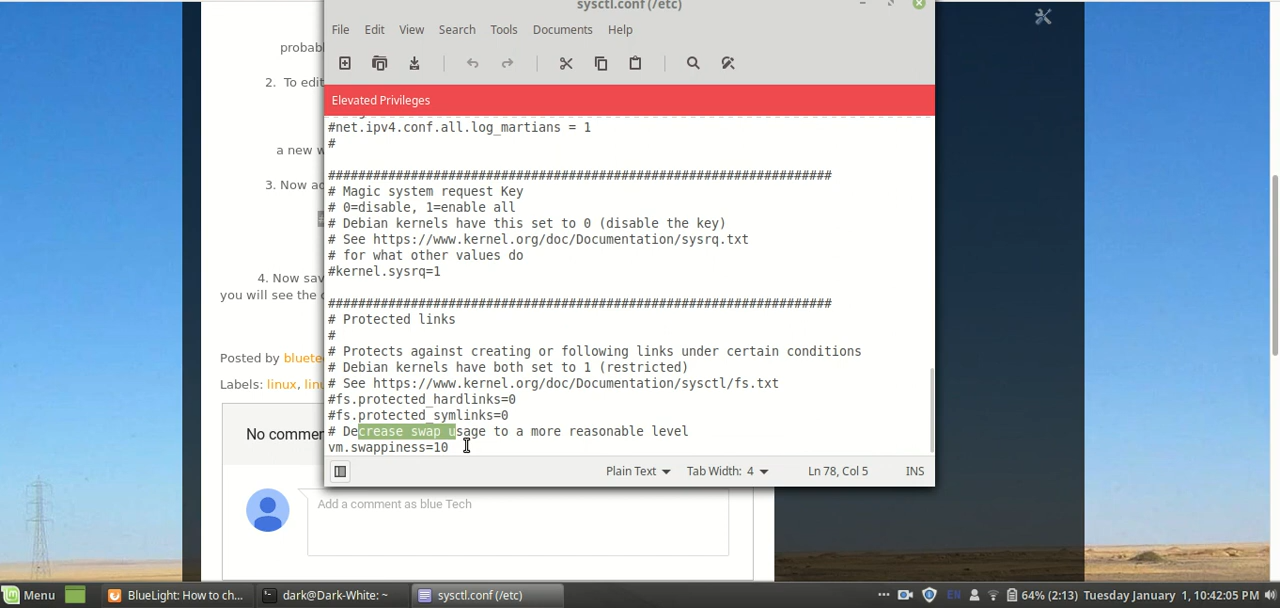 sysctl.conf (/etc)
File Edit View Search Tools Documents Help
Elevated Privileges
#net.ipv4.conf.all.log_martians = 1
#
###################################################################
# Magic system request Key
# 0=disable, 1=enable all
# Debian kernels have this set to 0 (disable the key)
# See https://www.kernel.org/doc/Documentation/sysrq.txt
# for what other values do
#kernel.sysrq=1
###################################################################
# Protected links
#
# Protects against creating or following links under certain conditions
# Debian kernels have both set to 1 (restricted)
# See https://www.kernel.org/doc/Documentation/sysctl/fs.txt
#fs.protected_hardlinks=0
#fs.protected_symlinks=0
# Decrease swap usage to a more reasonable level
vm.swappiness=10
Plain Text Tab Width: 4 Ln 78, Col 5 INS
2. To edit
a new w
3. Now ad
4. Now sav
you will see the
Posted by
Labels: linux,
No commen
Add a comment as blue Tech
Menu BlueLight: How to ch... dark@Dark-White: ~ sysctl.conf (/etc) EN 64% (2:13) Tuesday January 1, 10:42:05 PM